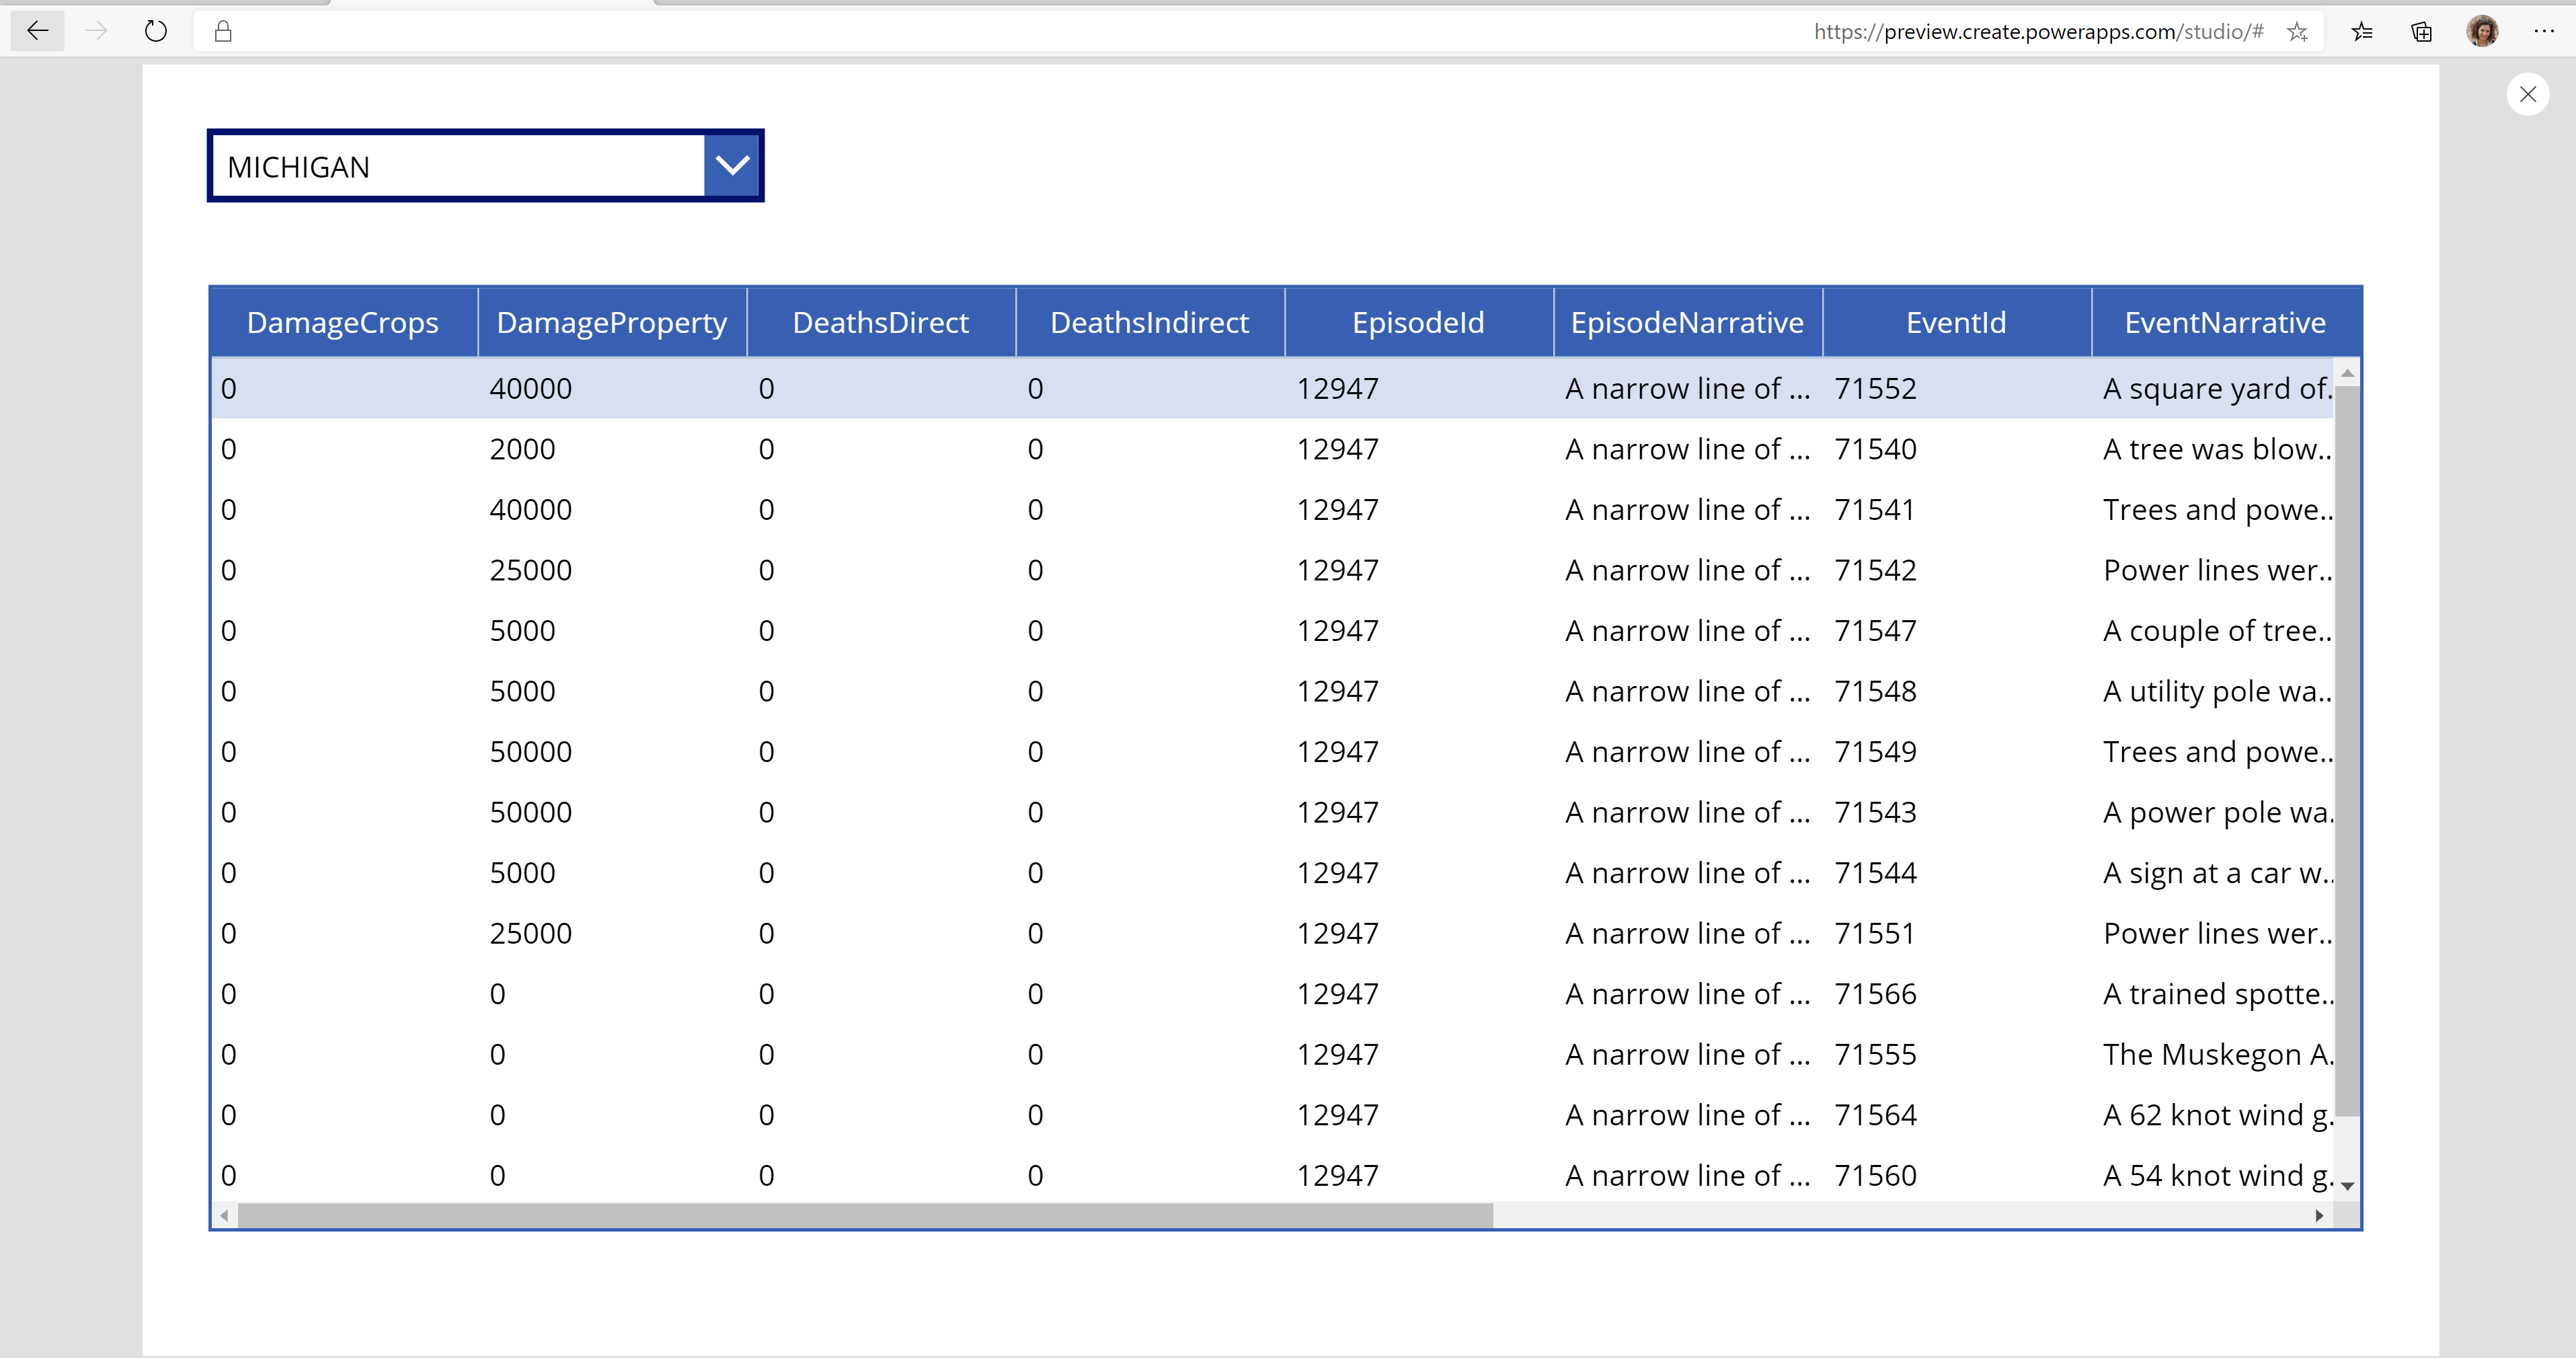 https://preview.create.powerapps.com/studio/#
MICHIGAN
DamageCrops DamageProperty DeathsDirect DeathsIndirect EpisodeId EpisodeNarrative EventId EventNarrative
0 40000 0 0 12947 A narrow line of ... 71552 A square yard of.
0 2000 0 0 12947 A narrow line of ... 71540 A tree was blow..
0 40000 0 0 12947 A narrow line of ... 71541 Trees and powe..
0 25000 0 0 12947 A narrow line of ... 71542 Power lines wer..
0 5000 0 0 12947 A narrow line of ... 71547 A couple of tree..
0 5000 0 0 12947 A narrow line of ... 71548 A utility pole wa..
0 50000 0 0 12947 A narrow line of ... 71549 Trees and powe..
0 50000 0 0 12947 A narrow line of ... 71543 A power pole wa.
0 5000 0 0 12947 A narrow line of ... 71544 A sign at a car w..
0 25000 0 0 12947 A narrow line of ... 71551 Power lines wer..
0 0 0 0 12947 A narrow line of ... 71566 A trained spotte..
0 0 0 0 12947 A narrow line of ... 71555 The Muskegon A.
0 0 0 0 12947 A narrow line of ... 71564 A 62 knot wind g.
0 0 0 0 12947 A narrow line of ... 71560 A 54 knot wind g.